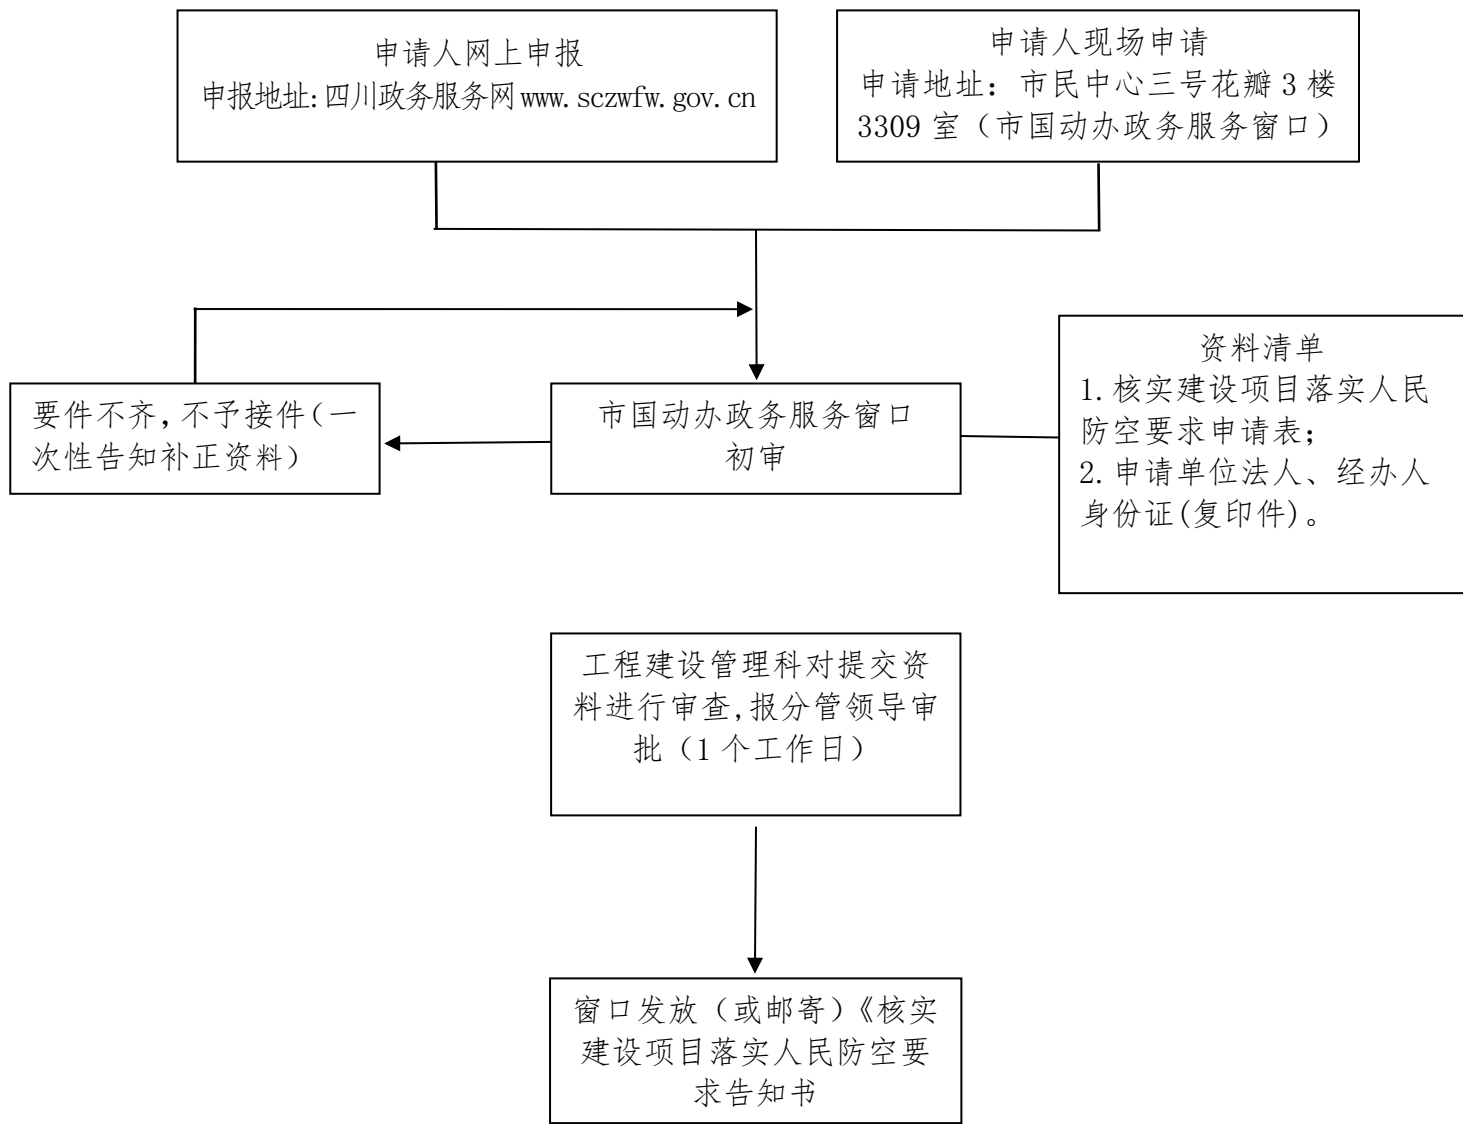 申请人网上申报
申报地址:四川政务服务网www.sczwfw.gov.cn
申请人现场申请
申请地址：市民中心三号花瓣3楼
3309室（市国动办政务服务窗口）
要件不齐，不予接件（一
次性告知补正资料）
市国动办政务服务窗口
初审
资料清单
1.核实建设项目落实人民
防空要求申请表；
2.申请单位法人、经办人
身份证(复印件)。
工程建设管理科对提交资
料进行审查,报分管领导审
批（1个工作日）
窗口发放（或邮寄）《核实
建设项目落实人民防空要
求告知书